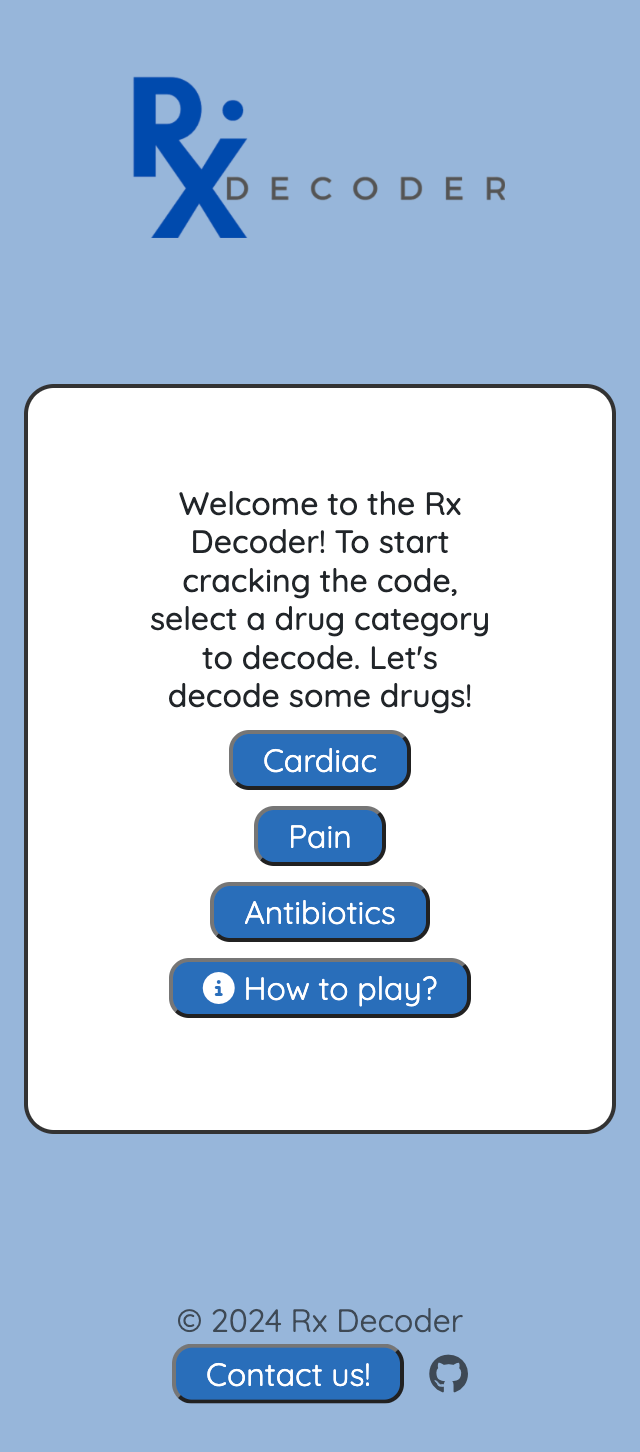 Rx DECODER
Welcome to the Rx
Decoder! To start
cracking the code,
select a drug category
to decode. Let's
decode some drugs!
Cardiac
Pain
Antibiotics
How to play?
© 2024 Rx Decoder
Contact us!